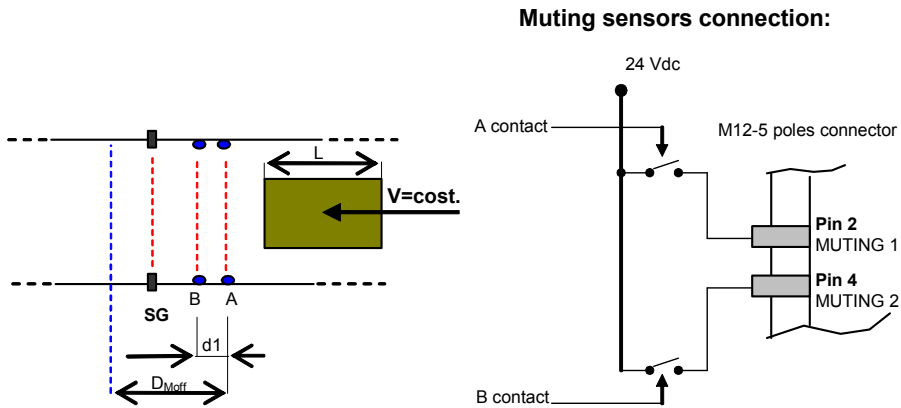 Muting sensors connection:
24 Vdc
A contact
M12-5 poles connector
L
V=cost.
Pin 2
MUTING 1
Pin 4
MUTING 2
B A
SG
d1
DMoff
B contact